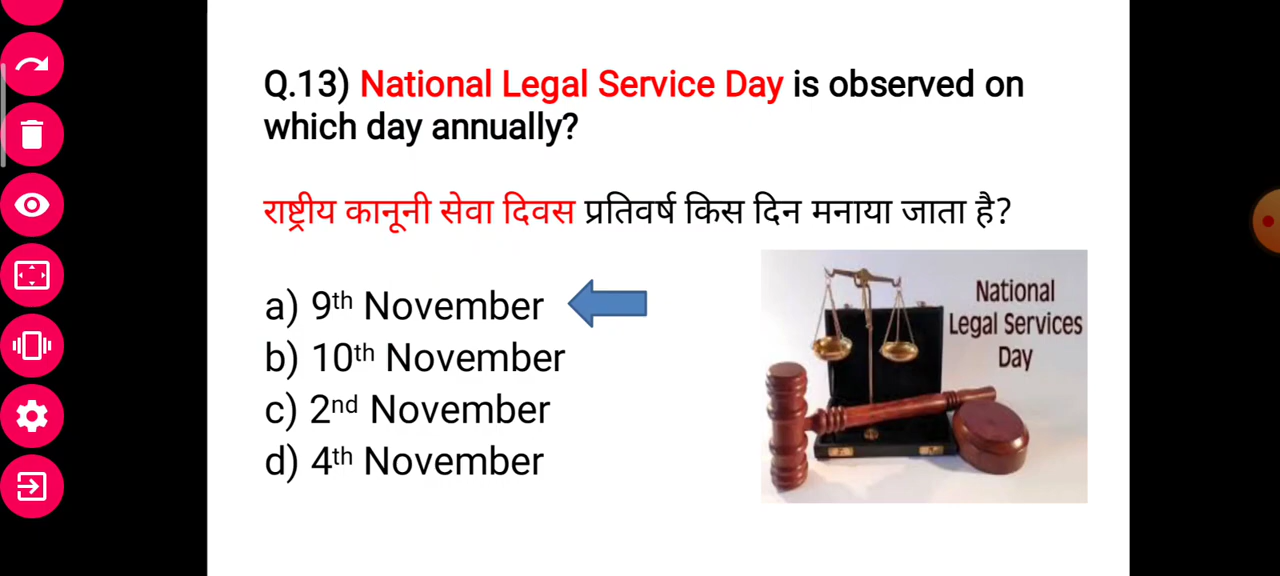 Q.13) National Legal Service Day is observed on
which day annually?
राष्ट्रीय कानूनी सेवा दिवस प्रतिवर्ष किस दिन मनाया जाता है?
a) 9th November
b) 10th November
c) 2nd November
d) 4th November
National
Legal Services
Day